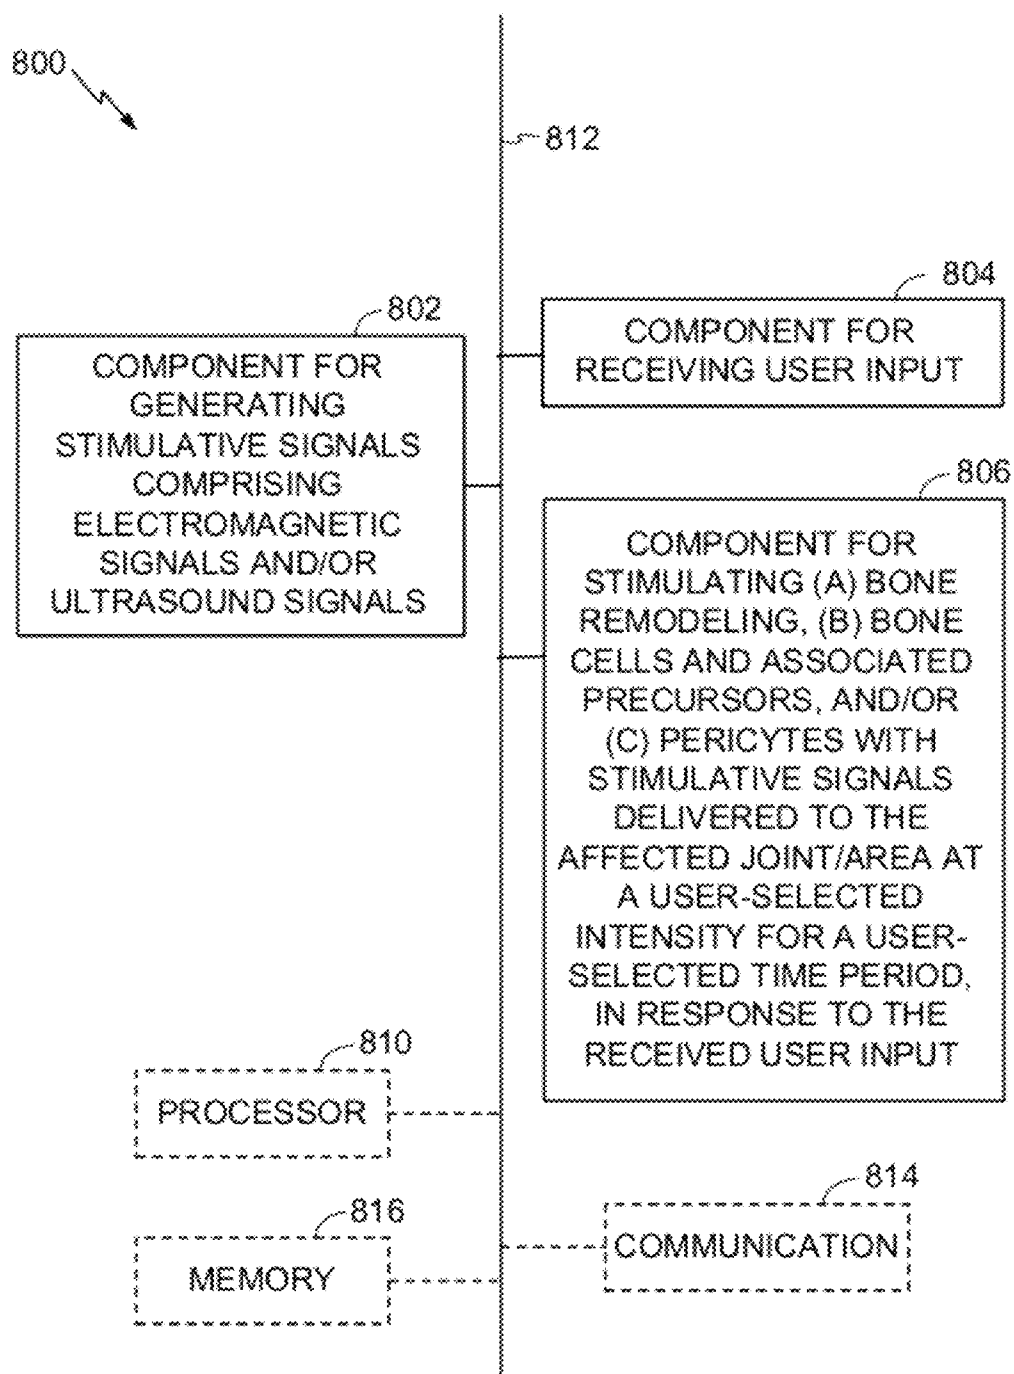 800
812
804
COMPONENT FOR
RECEIVING USER INPUT
802
COMPONENT FOR
GENERATING
STIMULATIVE SIGNALS
COMPRISING
ELECTROMAGNETIC
SIGNALS AND/OR
ULTRASOUND SIGNALS
806
COMPONENT FOR
STIMULATING (A) BONE
REMODELING, (B) BONE
CELLS AND ASSOCIATED
PRECURSORS, AND/OR
(C) PERICYTES WITH
STIMULATIVE SIGNALS
DELIVERED TO THE
AFFECTED JOINT/AREA AT
A USER-SELECTED
INTENSITY FOR A USER-
SELECTED TIME PERIOD,
IN RESPONSE TO THE
RECEIVED USER INPUT
810
PROCESSOR
814
COMMUNICATION
816
MEMORY